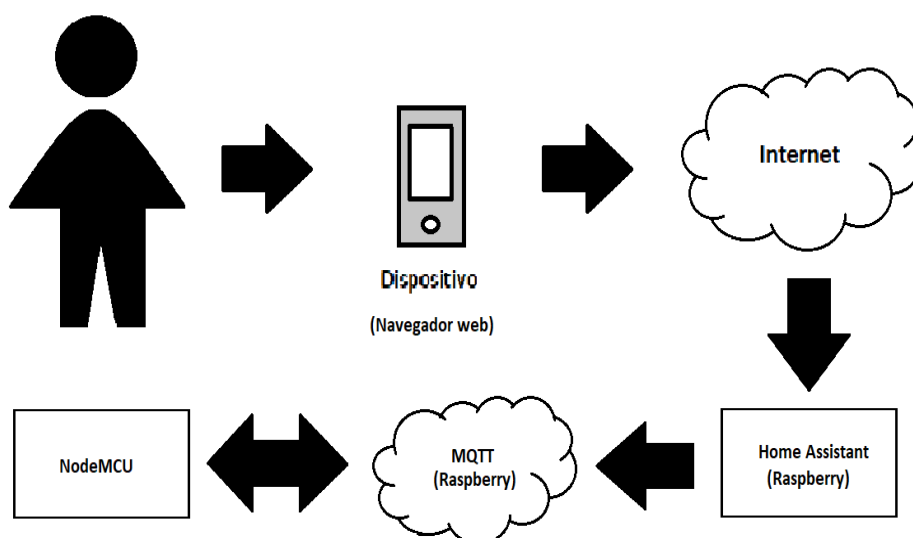 Internet
Dispositivo
(Navegador web)
NodeMCU
MQTT
(Raspberry)
Home Assistant
(Raspberry)